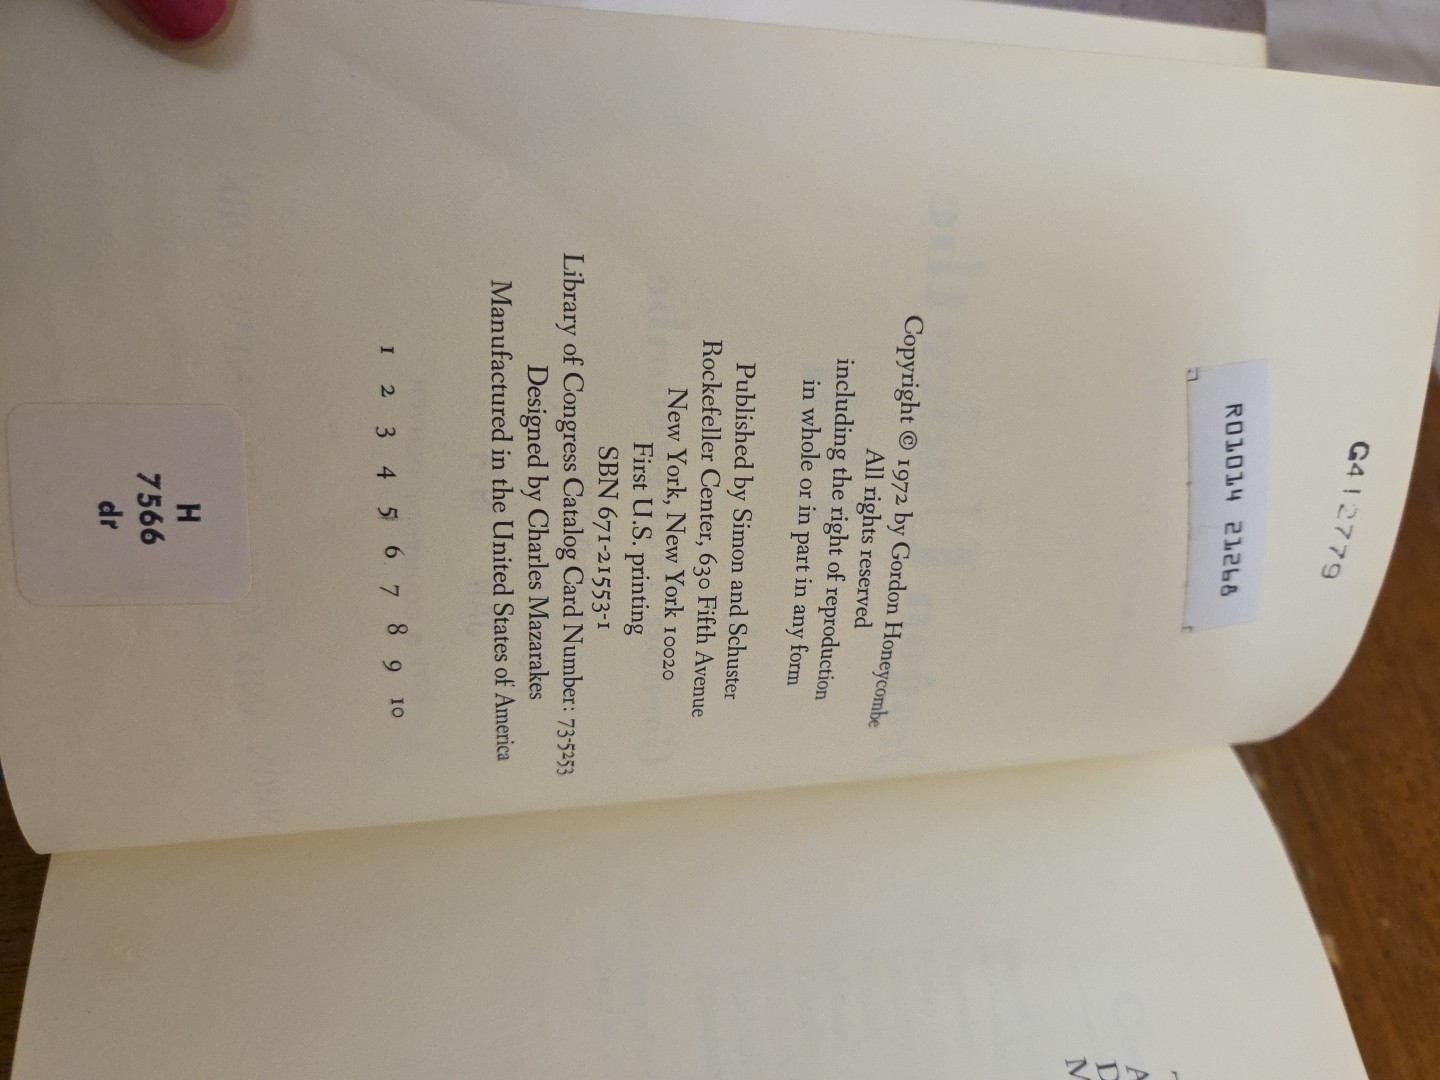 G412779
R01014 21268
Copyright © 1972 by Gordon Honeycombe
All rights reserved
including the right of reproduction
in whole or in part in any form
Published by Simon and Schuster
Rockefeller Center, 630 Fifth Avenue
New York, New York 10020
First U.S. printing
SBN 671-21553-1
Library of Congress Catalog Card Number: 73-5253
Designed by Charles Mazarakes
Manufactured in the United States of America
1 2 3 4 5 6 7 8 9 10
H
7566
dr
A
D
M